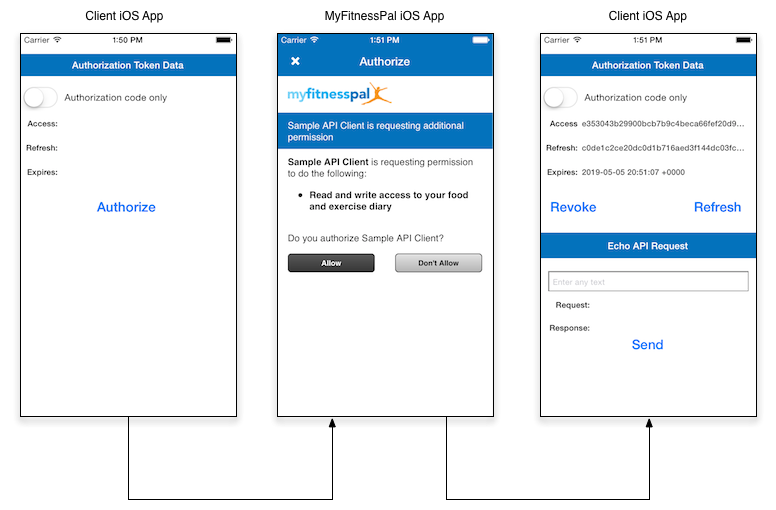 Client iOS App
Carrier 1:50 PM
Authorization Token Data
Authorization code only
Access:
Refresh:
Expires:
Authorize
MyFitnessPal iOS App
Carrier 1:51 PM
Authorize
myfitnesspal
Sample API Client is requesting additional
permission
Sample API Client is requesting permission
to do the following:
• Read and write access to your food
and exercise diary
Do you authorize Sample API Client?
Allow Don't Allow
Client iOS App
Carrier 1:51 PM
Authorization Token Data
Authorization code only
Access e353043b29900bcb7b9c4beca66fef20d9...
Refresh: c0de1c2ce20dc0d1b716aed3f144dc03fc...
Expires: 2019-05-05 20:51:07 +0000
Revoke Refresh
Echo API Request
Enter any text
Request:
Response:
Send